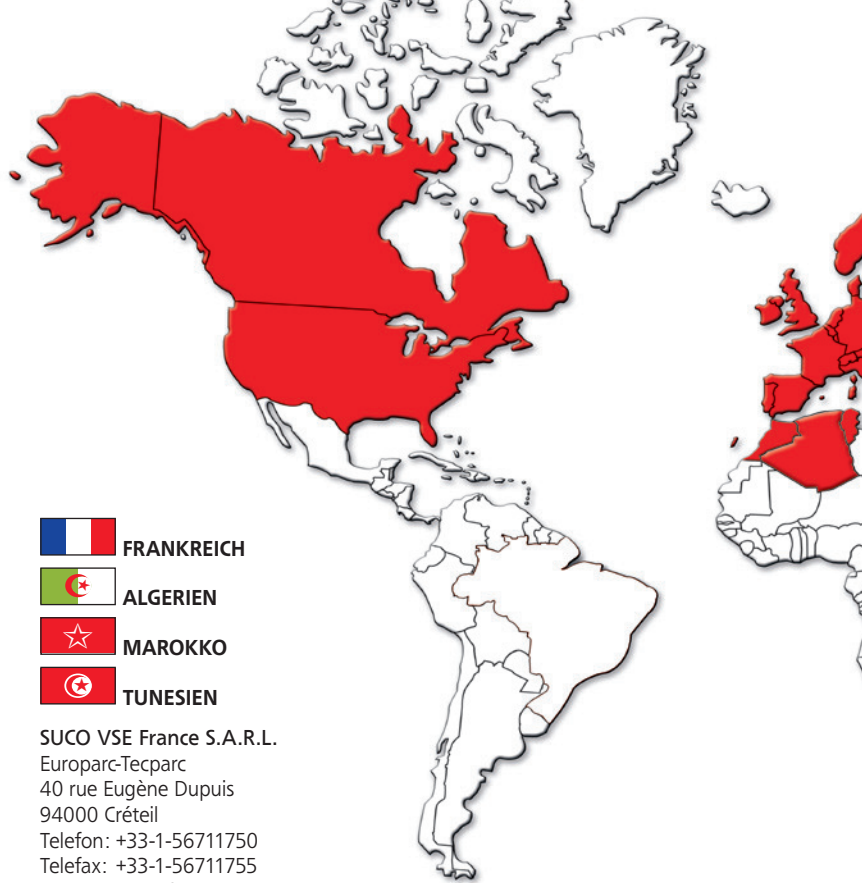 FRANKREICH
ALGERIEN
MAROKKO
TUNESIEN
SUCO VSE France S.A.R.L.
Europarc-Tecparc
40 rue Eugène Dupuis
94000 Créteil
Telefon: +33-1-56711750
Telefax: +33-1-56711755